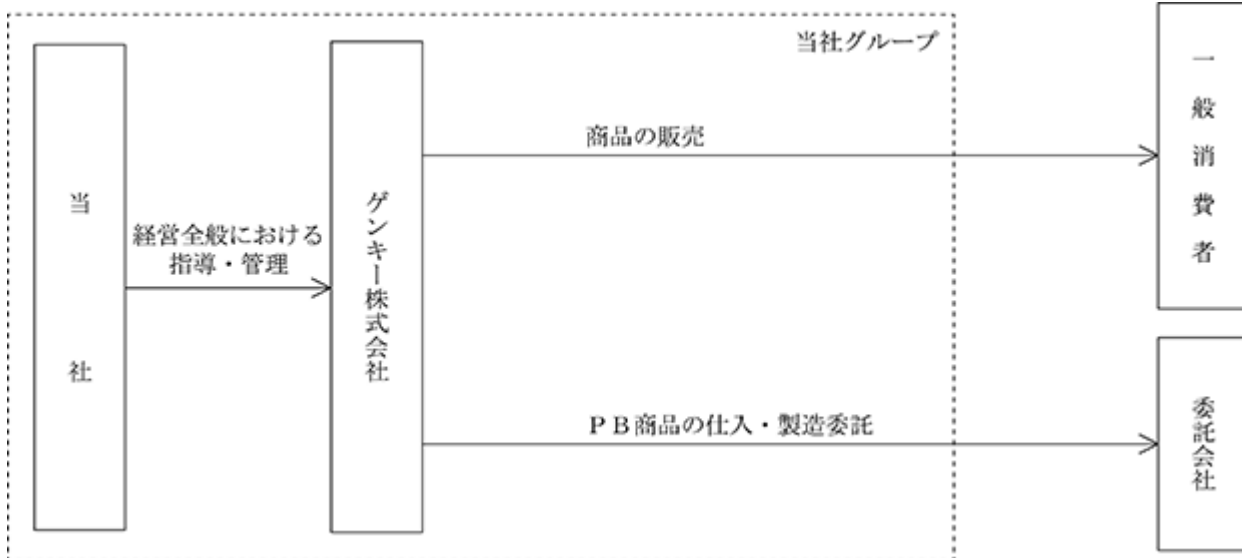 当社グループ
当社
経営全般における
指導・管理
ゲンキー株式会社
商品の販売
一般消費者
ＰＢ商品の仕入・製造委託
委託会社